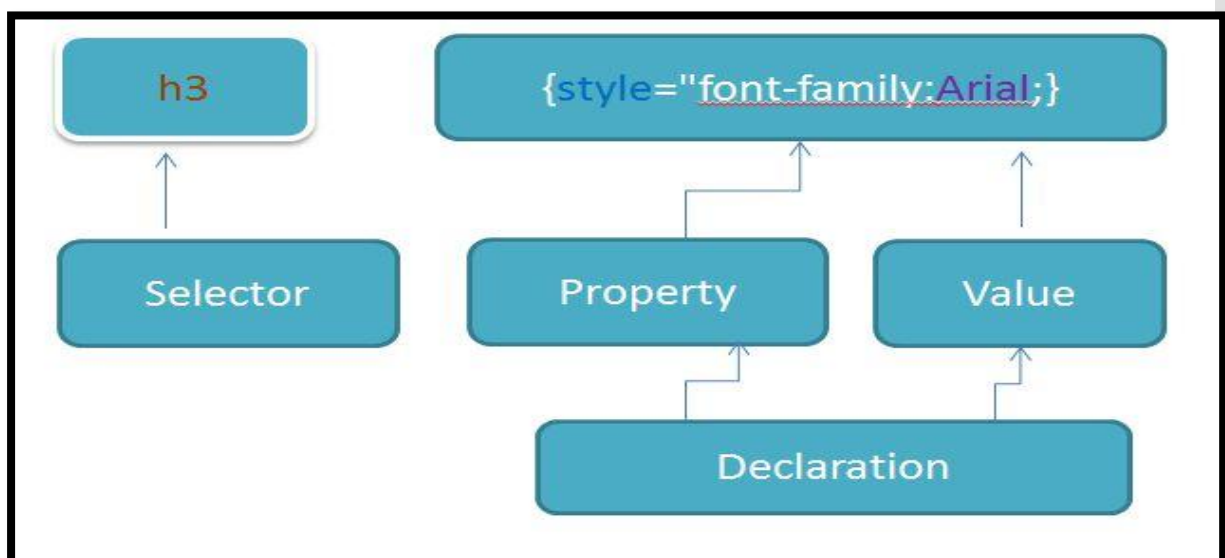 h3
{style="font-family:Arial;}
Selector
Property
Value
Declaration